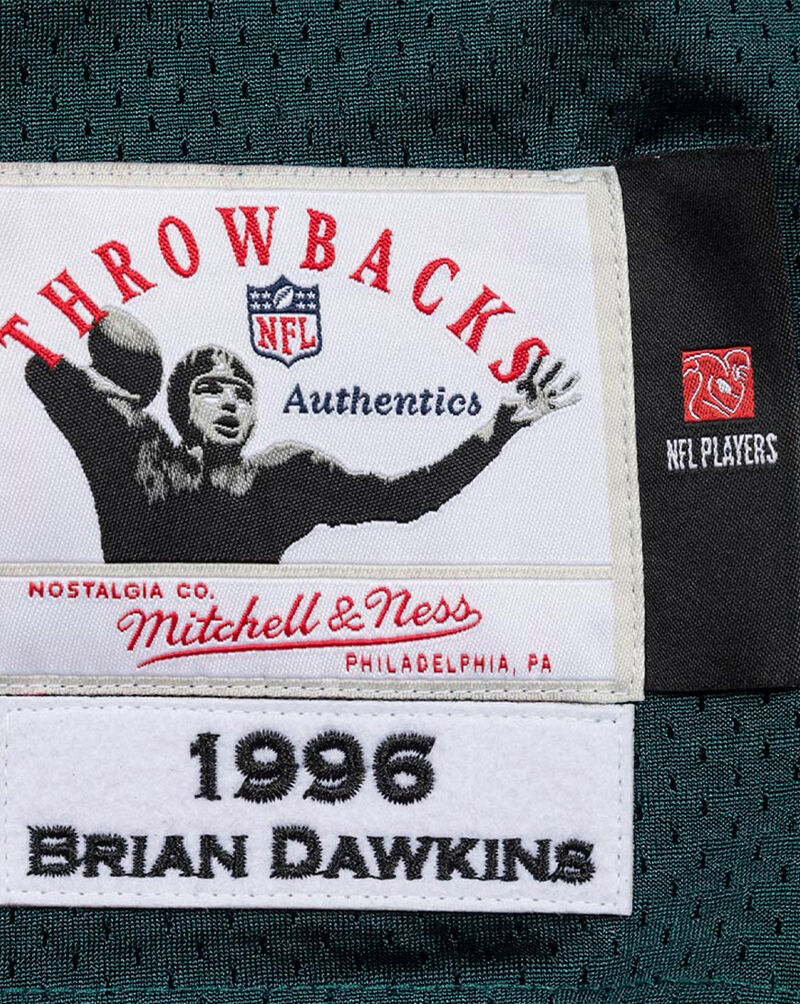 THROWBACKS
NFL
Authentics
NFL PLAYERS
NOSTALGIA CO.
Mitchell & Ness
PHILADELPHIA, PA
1996
BRIAN DAWKINS